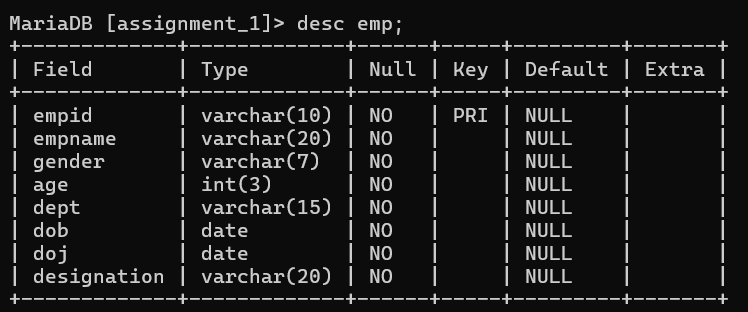 MariaDB [assignment_1]> desc emp;
+-------------+-------------+------+-----+---------+-------+
| Field       | Type        | Null | Key | Default | Extra |
+-------------+-------------+------+-----+---------+-------+
| empid       | varchar(10) | NO   | PRI | NULL    |       |
| empname     | varchar(20) | NO   |     | NULL    |       |
| gender      | varchar(7)  | NO   |     | NULL    |       |
| age         | int(3)      | NO   |     | NULL    |       |
| dept        | varchar(15) | NO   |     | NULL    |       |
| dob         | date        | NO   |     | NULL    |       |
| doj         | date        | NO   |     | NULL    |       |
| designation | varchar(20) | NO   |     | NULL    |       |
+-------------+-------------+------+-----+---------+-------+